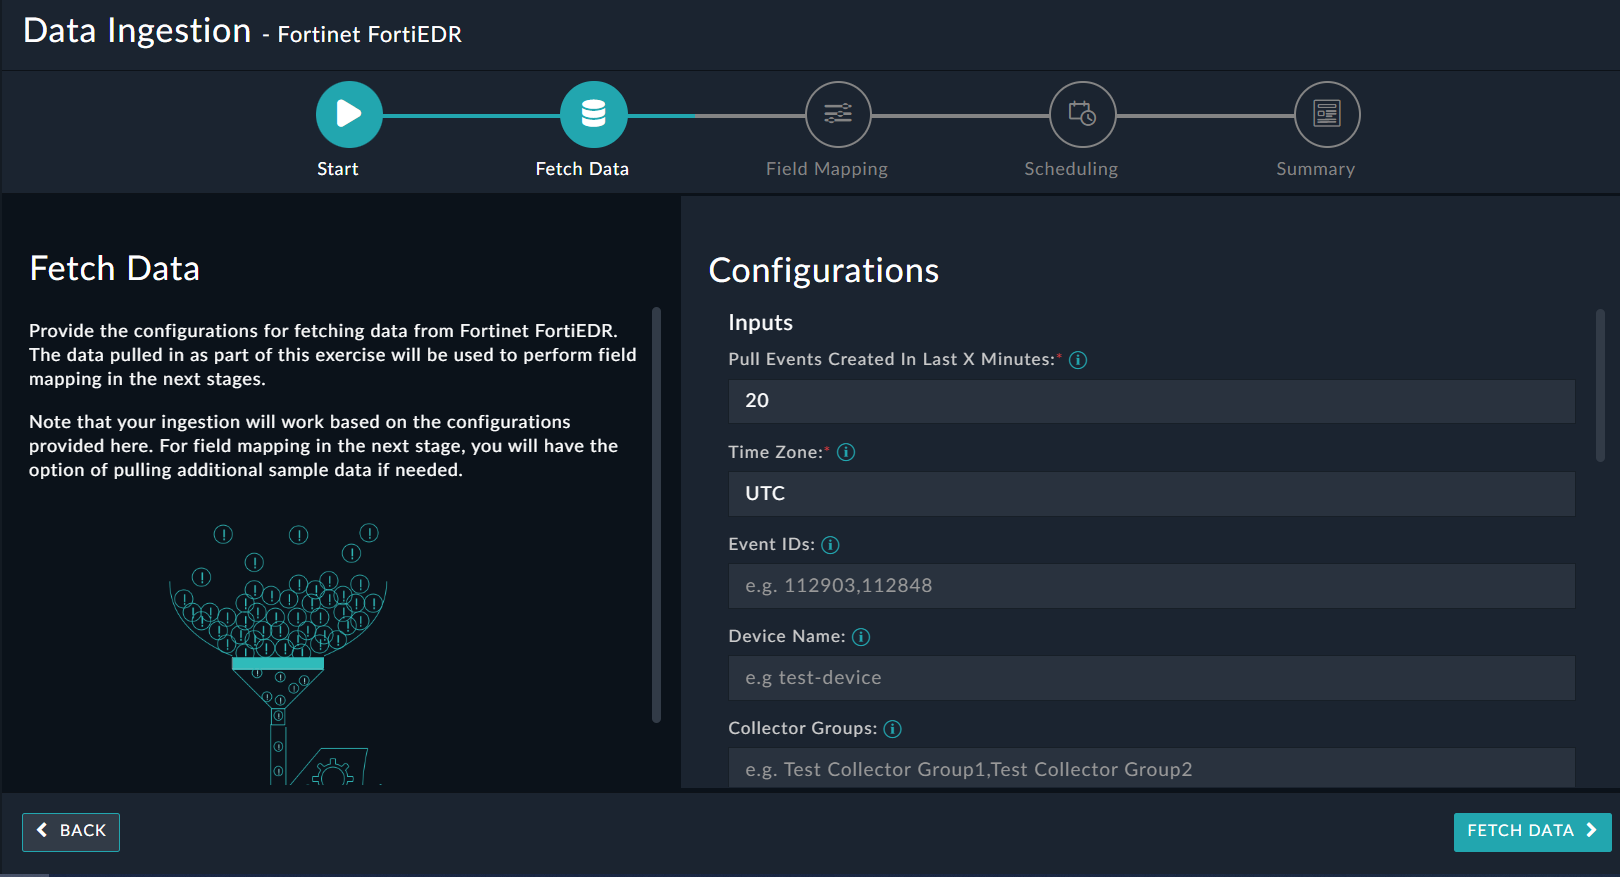 Data Ingestion - Fortinet FortiEDR
Start
Fetch Data
Field Mapping
Scheduling
Summary
Fetch Data
Provide the configurations for fetching data from Fortinet FortiEDR.
The data pulled in as part of this exercise will be used to perform field
mapping in the next stages.
Note that your ingestion will work based on the configurations
provided here. For field mapping in the next stage, you will have the
option of pulling additional sample data if needed.
Configurations
Inputs
Pull Events Created In Last X Minutes:*
20
Time Zone:*
UTC
Event IDs:
e.g. 112903,112848
Device Name:
e.g test-device
Collector Groups:
e.g. Test Collector Group1,Test Collector Group2
BACK
FETCH DATA